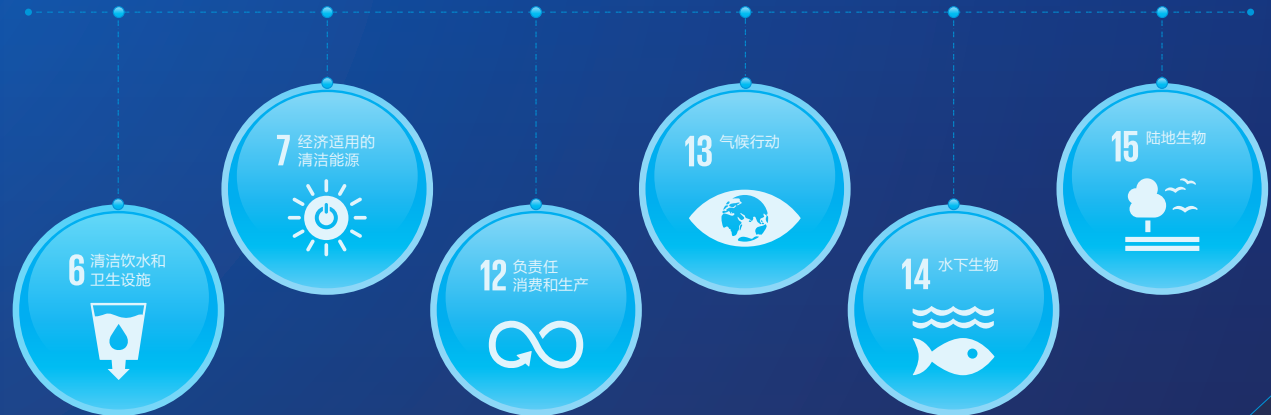 6 清洁饮水和
卫生设施
7 经济适用的
清洁能源
12 负责任
消费和生产
13 气候行动
14 水下生物
15 陆地生物